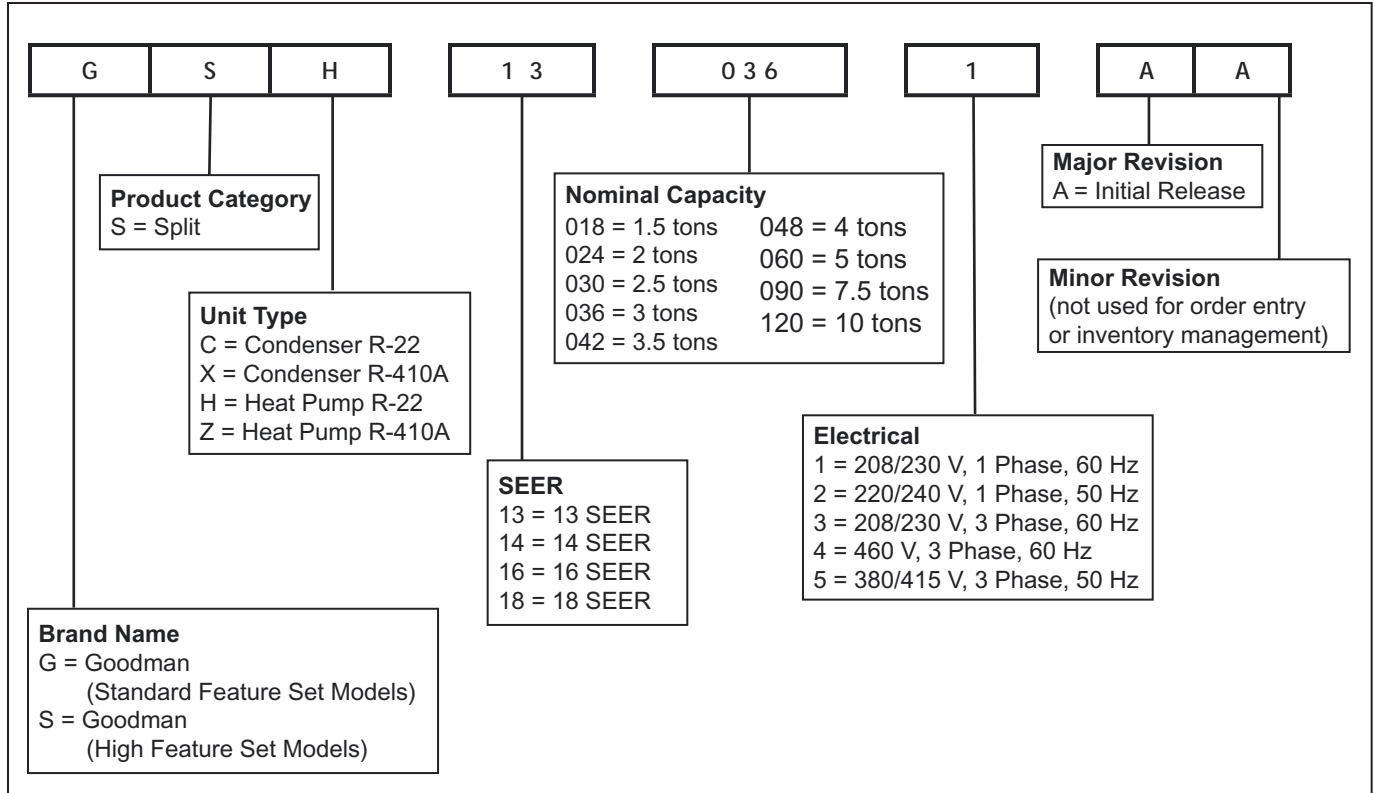 G S H 1 3 0 3 6 1 A A
Product Category
S = Split
Unit Type
C = Condenser R-22
X = Condenser R-410A
H = Heat Pump R-22
Z = Heat Pump R-410A
Brand Name
G = Goodman
(Standard Feature Set Models)
S = Goodman
(High Feature Set Models)
SEER
13 = 13 SEER
14 = 14 SEER
16 = 16 SEER
18 = 18 SEER
Nominal Capacity
018 = 1.5 tons
024 = 2 tons
030 = 2.5 tons
036 = 3 tons
042 = 3.5 tons
048 = 4 tons
060 = 5 tons
090 = 7.5 tons
120 = 10 tons
Electrical
1 = 208/230 V, 1 Phase, 60 Hz
2 = 220/240 V, 1 Phase, 50 Hz
3 = 208/230 V, 3 Phase, 60 Hz
4 = 460 V, 3 Phase, 60 Hz
5 = 380/415 V, 3 Phase, 50 Hz
Major Revision
A = Initial Release
Minor Revision
(not used for order entry
or inventory management)